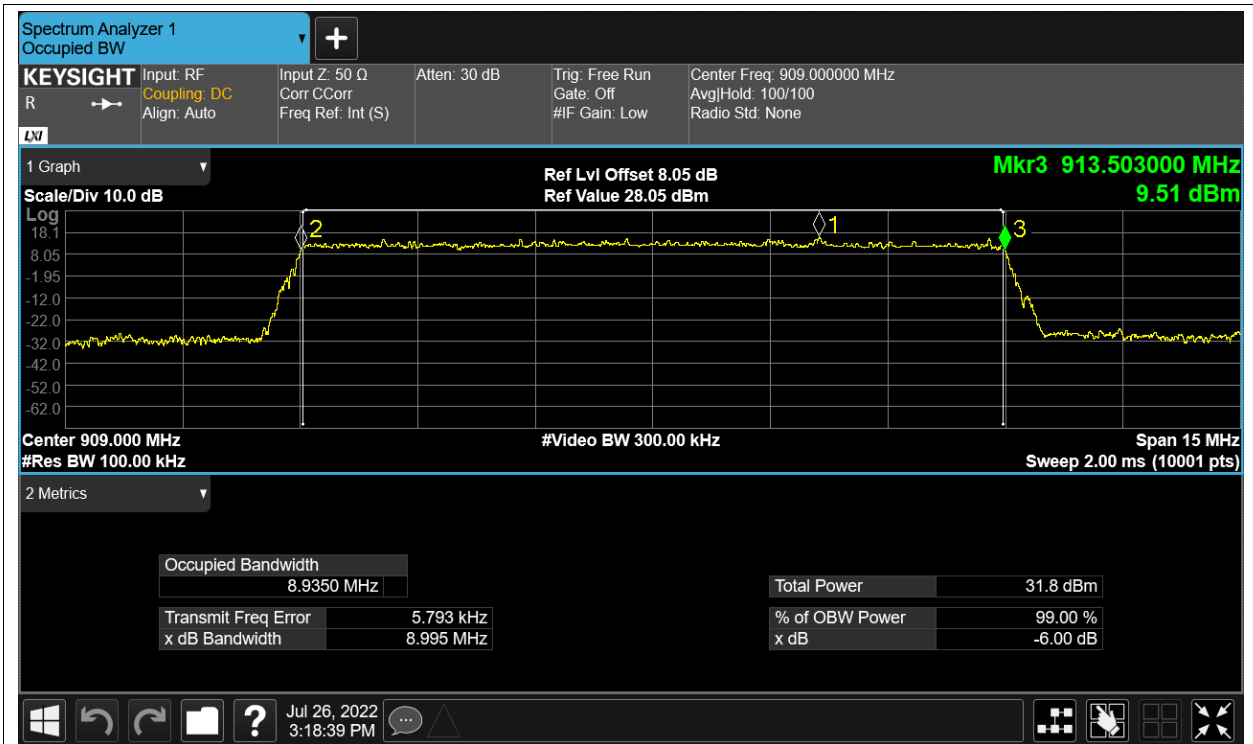 Spectrum Analyzer 1
Occupied BW
KEYSIGHT
R
LXI
Input: RF
Coupling: DC
Align: Auto
Input Z: 50 Ω
Corr CCorr
Freq Ref: Int (S)
Atten: 30 dB
Trig: Free Run
Gate: Off
#IF Gain: Low
Center Freq: 909.000000 MHz
Avg|Hold: 100/100
Radio Std: None
1 Graph
Scale/Div 10.0 dB
Ref Lvl Offset 8.05 dB
Ref Value 28.05 dBm
Mkr3 913.503000 MHz
9.51 dBm
Log
18.1
8.05
-1.95
-12.0
-22.0
-32.0
-42.0
-52.0
-62.0
2
1
3
Center 909.000 MHz
#Video BW 300.00 kHz
Span 15 MHz
#Res BW 100.00 kHz
Sweep 2.00 ms (10001 pts)
2 Metrics
Occupied Bandwidth
8.9350 MHz
Total Power 31.8 dBm
Transmit Freq Error 5.793 kHz
% of OBW Power 99.00 %
x dB Bandwidth 8.995 MHz
x dB -6.00 dB
?
Jul 26, 2022
3:18:39 PM